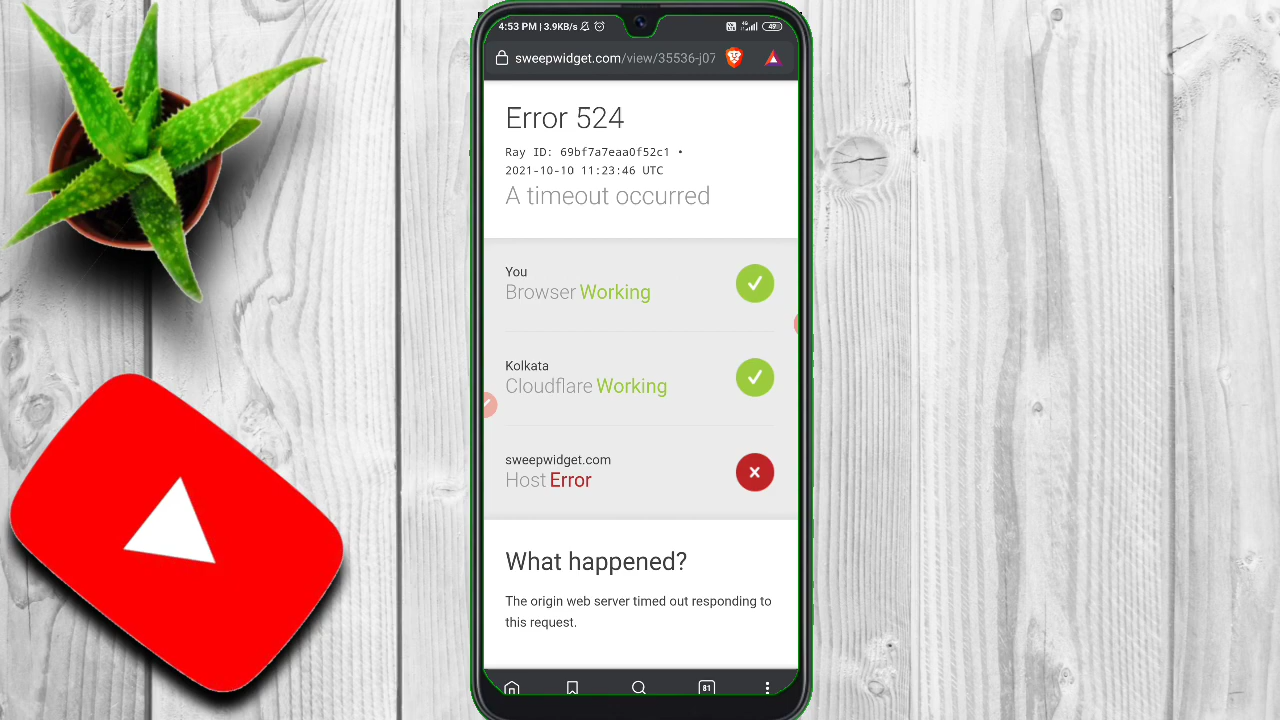 4:53 PM | 3.9KB/s
49
sweepwidget.com/view/35536-j07
Error 524
Ray ID: 69bf7a7eaa0f52c1 •
2021-10-10 11:23:46 UTC
A timeout occurred
You
Browser Working
Kolkata
Cloudflare Working
sweepwidget.com
Host Error
What happened?
The origin web server timed out responding to
this request.
81